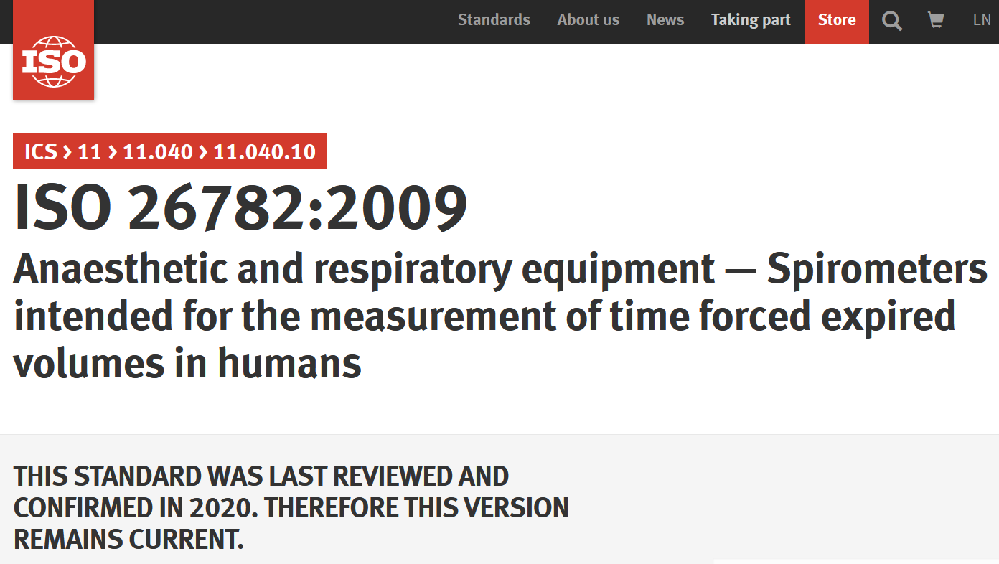 Standards About us News Taking part Store EN
ISO
ICS > 11 > 11.040 > 11.040.10
ISO 26782:2009
Anaesthetic and respiratory equipment — Spirometers
intended for the measurement of time forced expired
volumes in humans
THIS STANDARD WAS LAST REVIEWED AND
CONFIRMED IN 2020. THEREFORE THIS VERSION
REMAINS CURRENT.